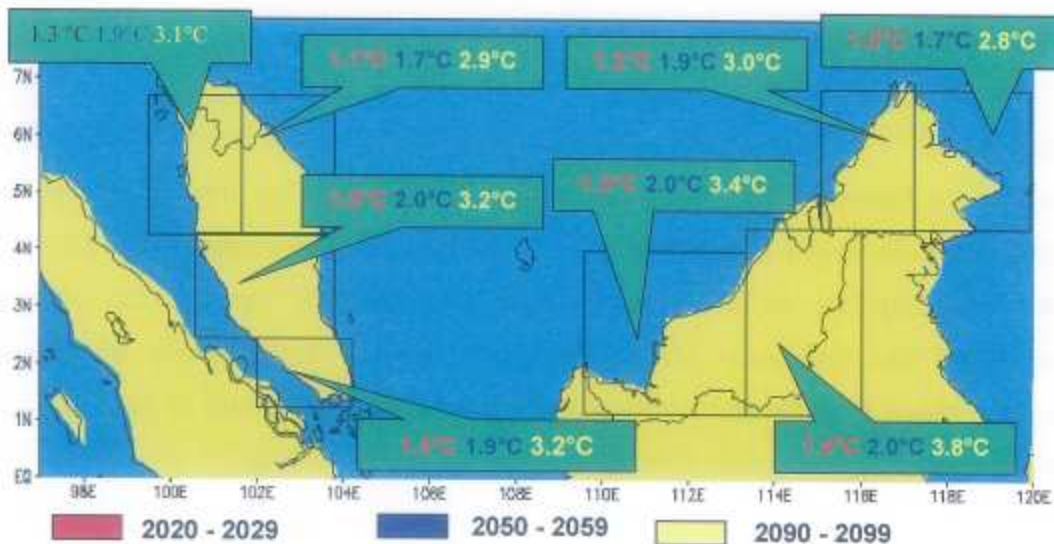 1.3°C 1.9°C 3.1°C
1.7°C 2.9°C
1.9°C 3.0°C
1.7°C 2.8°C
2.0°C 3.2°C
2.0°C 3.4°C
1.9°C 3.2°C
2.0°C 3.8°C
7N
6N
5N
4N
3N
2N
1N
EQ
98E 100E 102E 104E 106E 108E 110E 112E 114E 116E 118E 120E
2020 - 2029 2050 - 2059 2090 - 2099